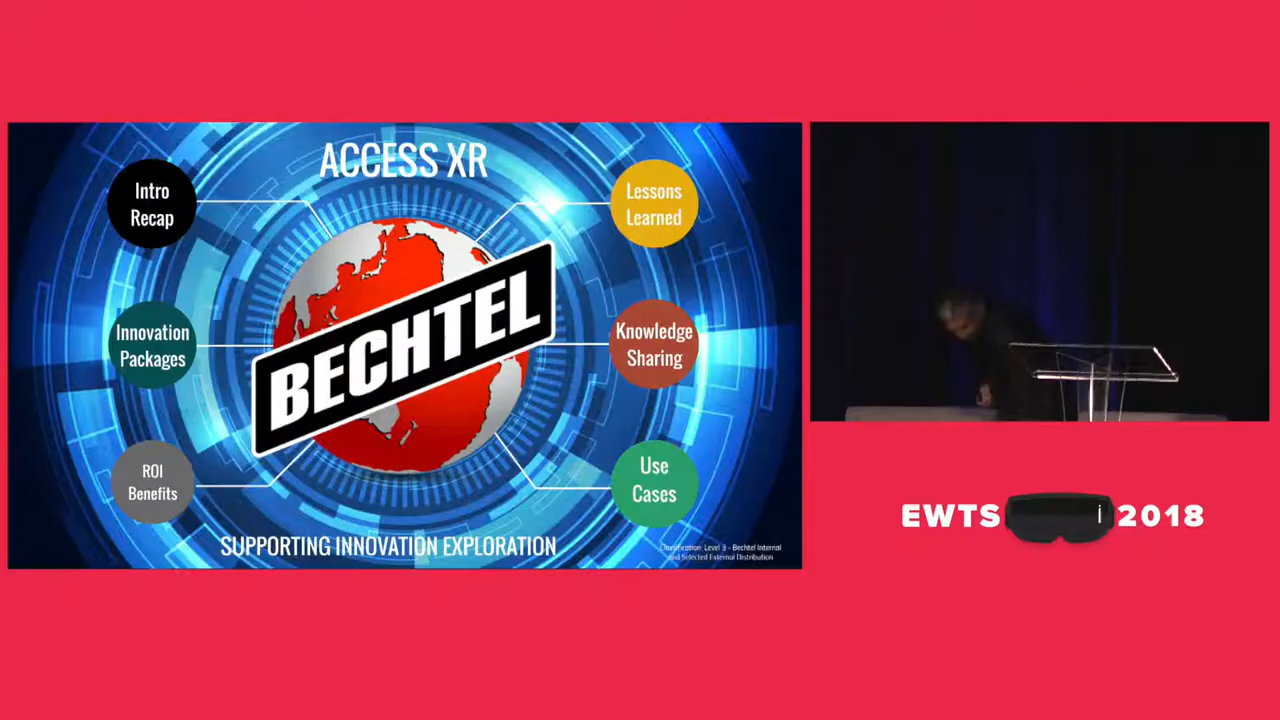 ACCESS XR
Intro
Recap
Innovation
Packages
ROI
Benefits
BECHTEL
Lessons
Learned
Knowledge
Sharing
Use
Cases
SUPPORTING INNOVATION EXPLORATION
Classification: Level 3 - Bechtel Internal
and Selected External Distribution
EWTS i 2018